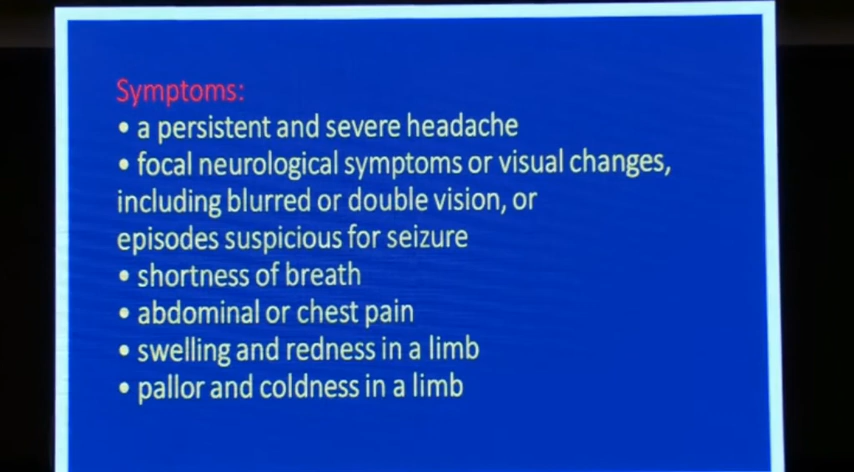 Symptoms:
• a persistent and severe headache
• focal neurological symptoms or visual changes,
including blurred or double vision, or
episodes suspicious for seizure
• shortness of breath
• abdominal or chest pain
• swelling and redness in a limb
• pallor and coldness in a limb